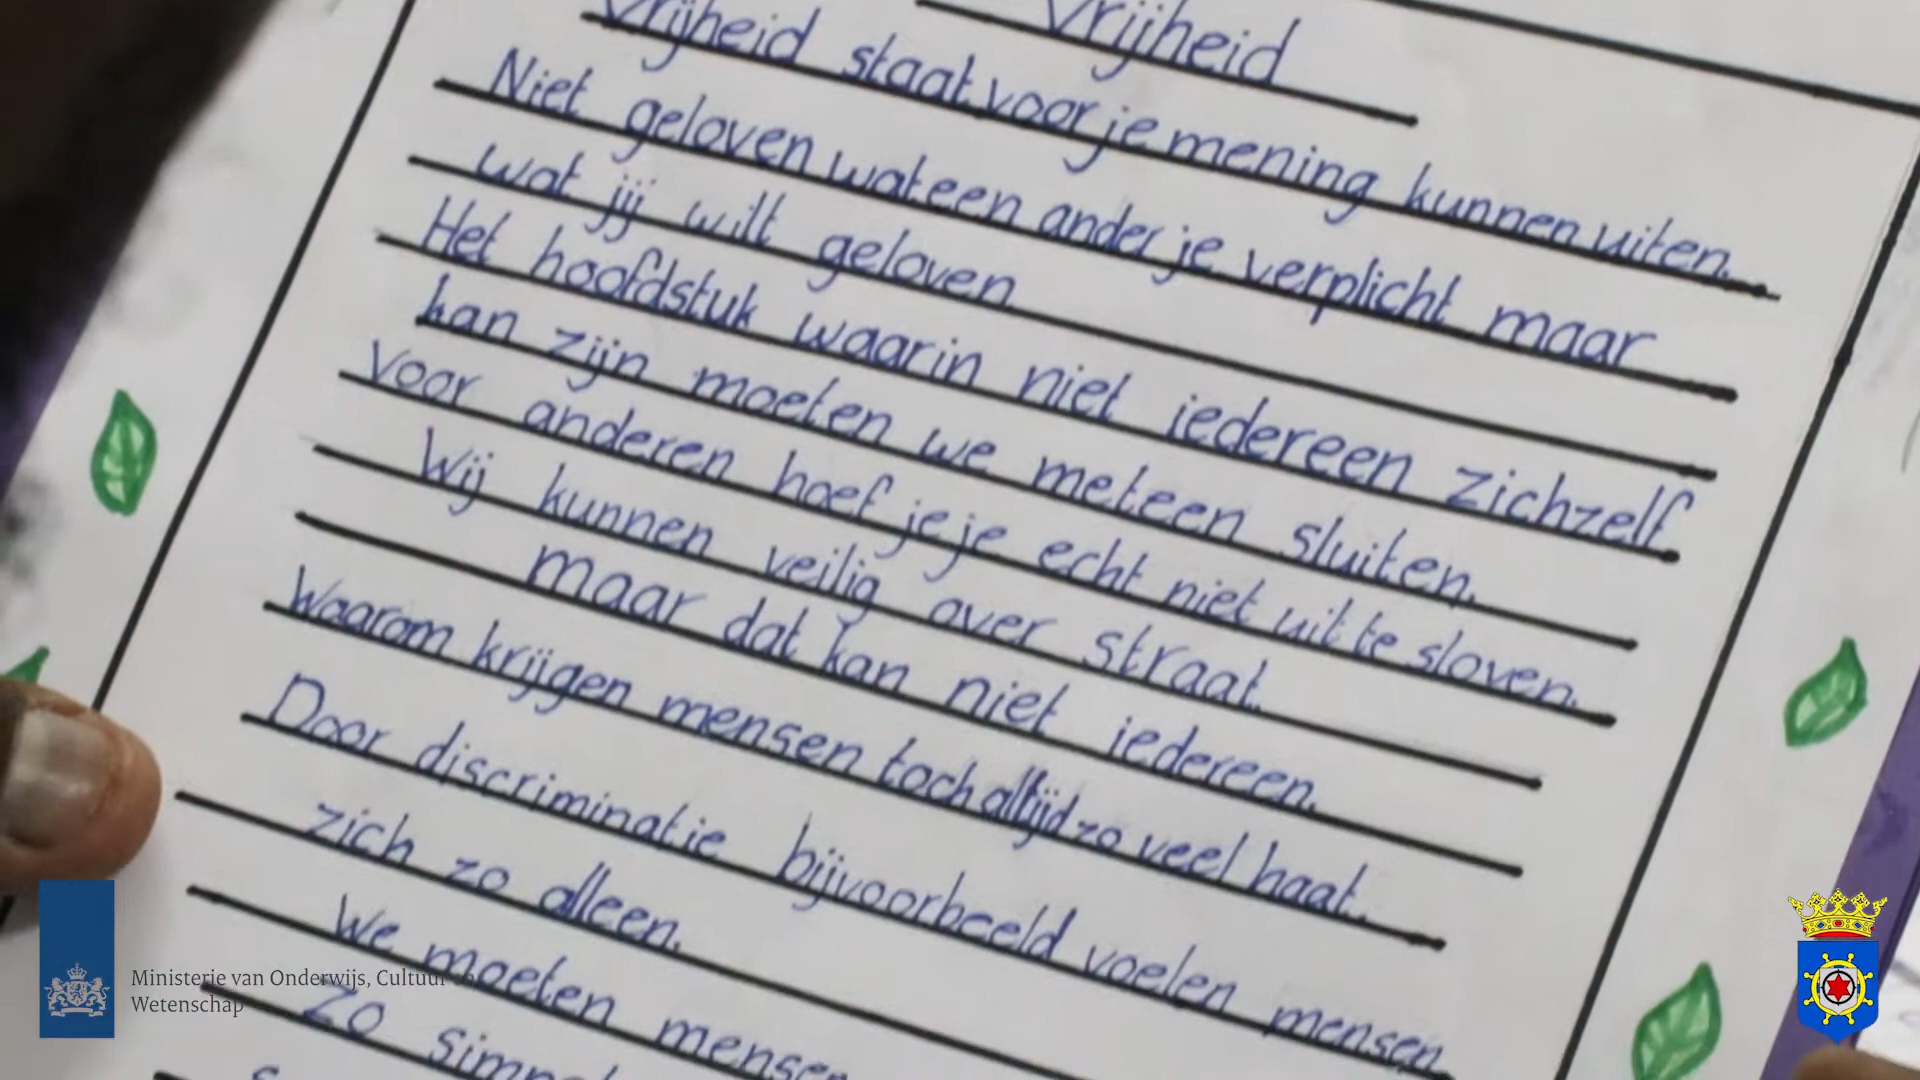 Vrijheid
Vrijheid staat voor je mening kunnen uiten.
Niet geloven wat een ander je verplicht maar
wat jij wilt geloven
Het hoofdstuk waarin niet iedereen zichzelf
kan zijn moeten we meteen sluiten.
Voor anderen hoef je je echt niet uit te sloven.
Wij kunnen veilig over straat.
maar dat kan niet iedereen.
Waarom krijgen mensen toch altijd zo veel haat.
Door discriminatie bijvoorbeeld voelen mensen
zich zo alleen.
We moeten mensen
Zo
Ministerie van Onderwijs, Cultuur en
Wetenschap